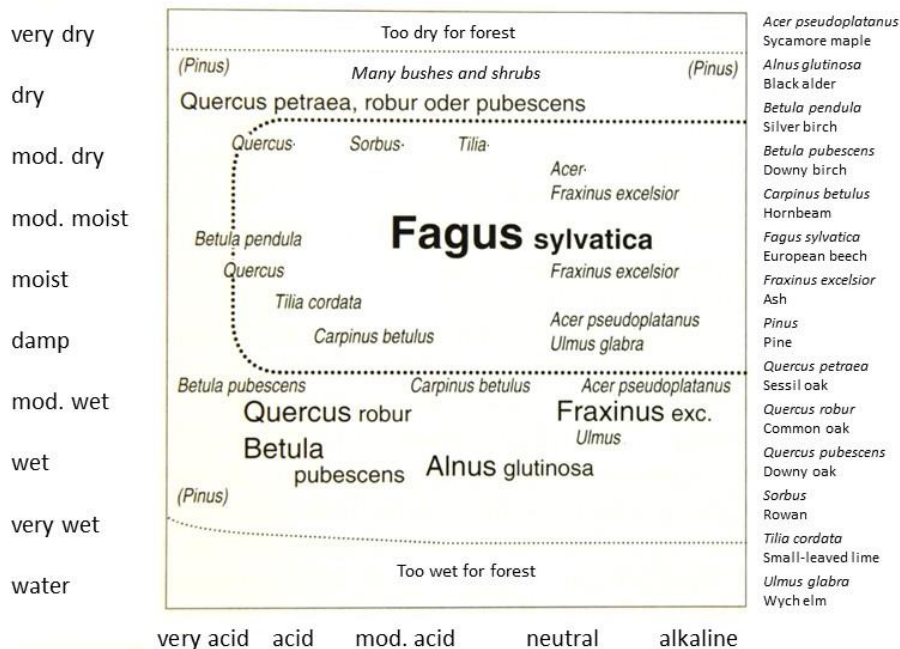 very dry
dry
mod. dry
mod. moist
moist
damp
mod. wet
wet
very wet
water
Too dry for forest
(Pinus)
Many bushes and shrubs
(Pinus)
Quercus petraea, robur oder pubescens
Quercus·
Sorbus·
Tilia·
Acer·
Fraxinus excelsior
Fagus sylvatica
Betula pendula
Quercus
Fraxinus excelsior
Tilia cordata
Acer pseudoplatanus
Carpinus betulus
Ulmus glabra
Betula pubescens
Carpinus betulus
Acer pseudoplatanus
Quercus robur
Fraxinus exc.
Ulmus
Betula
pubescens
Alnus glutinosa
(Pinus)
Too wet for forest
very acid
acid
mod. acid
neutral
alkaline
Acer pseudoplatanus
Sycamore maple
Alnus glutinosa
Black alder
Betula pendula
Silver birch
Betula pubescens
Downy birch
Carpinus betulus
Hornbeam
Fagus sylvatica
European beech
Fraxinus excelsior
Ash
Pinus
Pine
Quercus petraea
Sessil oak
Quercus robur
Common oak
Quercus pubescens
Downy oak
Sorbus
Rowan
Tilia cordata
Small-leaved lime
Ulmus glabra
Wych elm